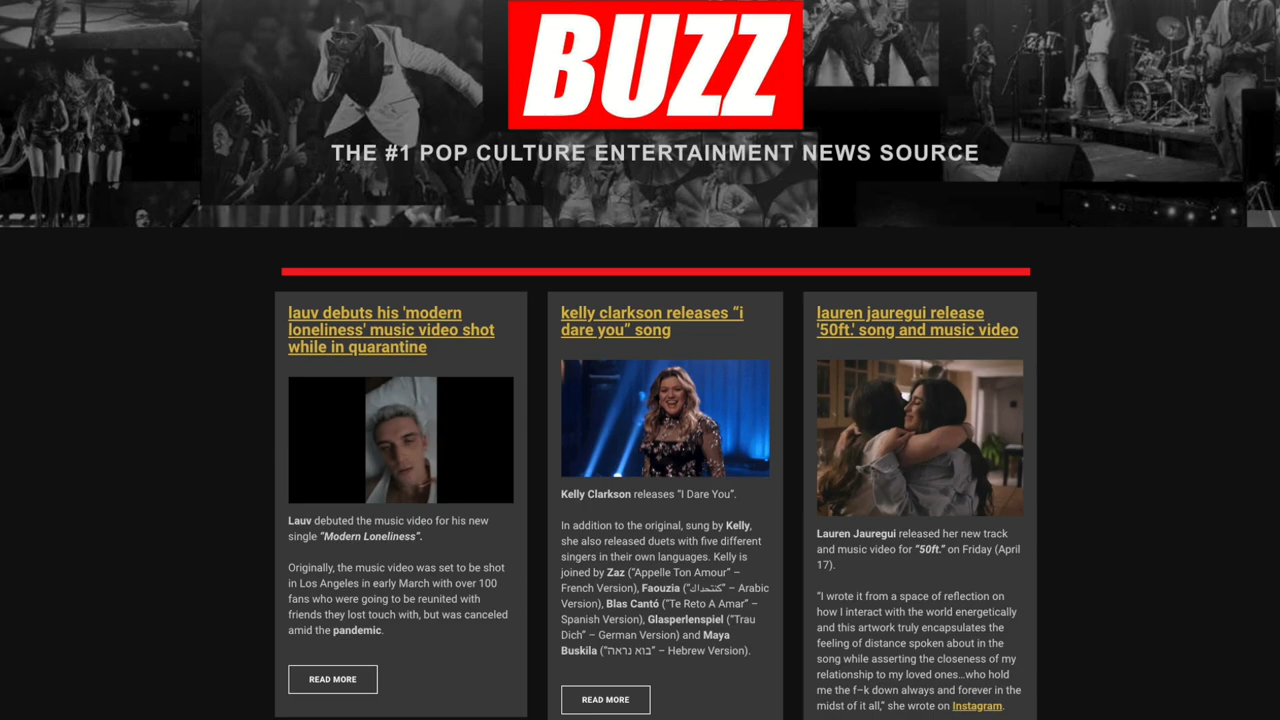 BUZZ
THE #1 POP CULTURE ENTERTAINMENT NEWS SOURCE
lauv debuts his 'modern
loneliness' music video shot
while in quarantine
Lauv debuted the music video for his new
single “Modern Loneliness”.
Originally, the music video was set to be shot
in Los Angeles in early March with over 100
fans who were going to be reunited with
friends they lost touch with, but was canceled
amid the pandemic.
READ MORE
kelly clarkson releases “i
dare you” song
Kelly Clarkson releases “I Dare You”.
In addition to the original, sung by Kelly,
she also released duets with five different
singers in their own languages. Kelly is
joined by Zaz (“Appelle Ton Amour” –
French Version), Faouzia (“كنتحداك” – Arabic
Version), Blas Cantó (“Te Reto A Amar” –
Spanish Version), Glasperlenspiel (“Trau
Dich” – German Version) and Maya
Buskila (“בוא נראה” – Hebrew Version).
READ MORE
lauren jauregui release
'50ft.' song and music video
Lauren Jauregui released her new track
and music video for “50ft.” on Friday (April
17).
“I wrote it from a space of reflection on
how I interact with the world energetically
and this artwork truly encapsulates the
feeling of distance spoken about in the
song while asserting the closeness of my
relationship to my loved ones…who hold
me the f–k down always and forever in the
midst of it all,” she wrote on Instagram.